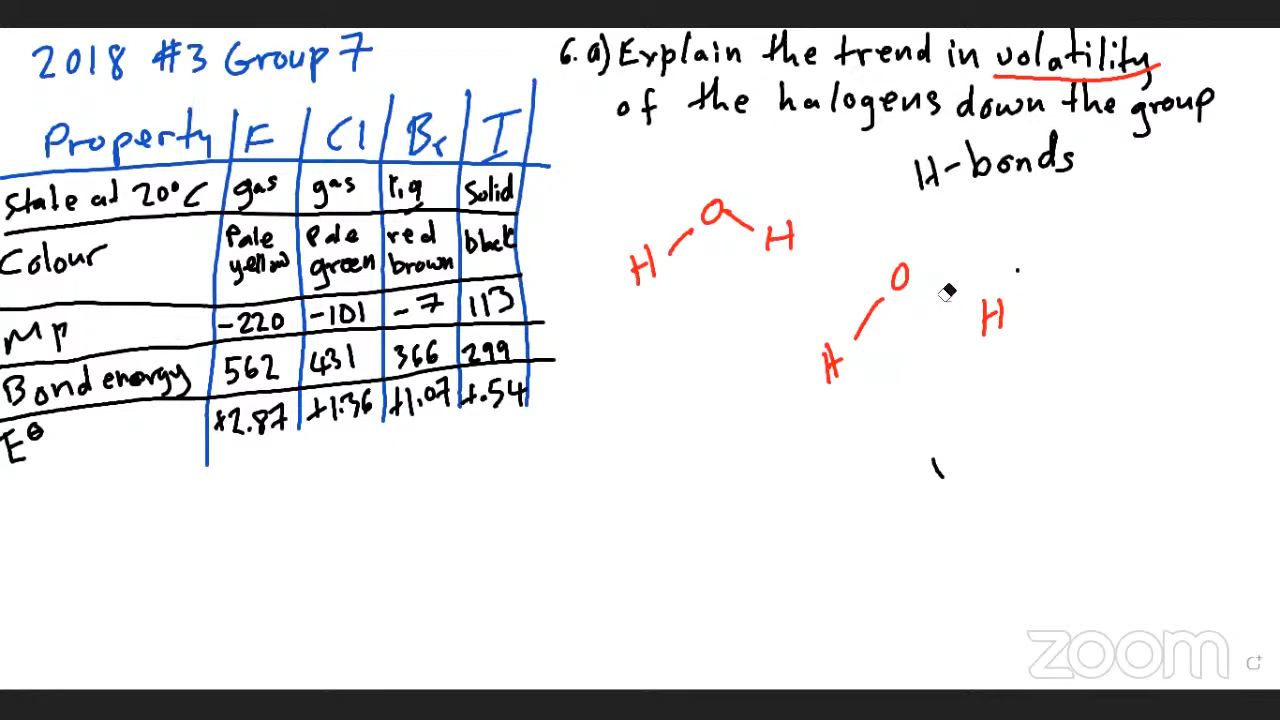 2018 #3 Group 7
Property F Cl Br I
State at 20°C gas gas liq Solid
Colour Pale yellow Pale green red brown black
Mp -220 -101 -7 113
Bond energy 562 431 366 299
E⊖ +2.87 +1.36 +1.07 +.54
6. a) Explain the trend in volatility
of the halogens down the group
H-bonds
O
H H
O
H H
zoom